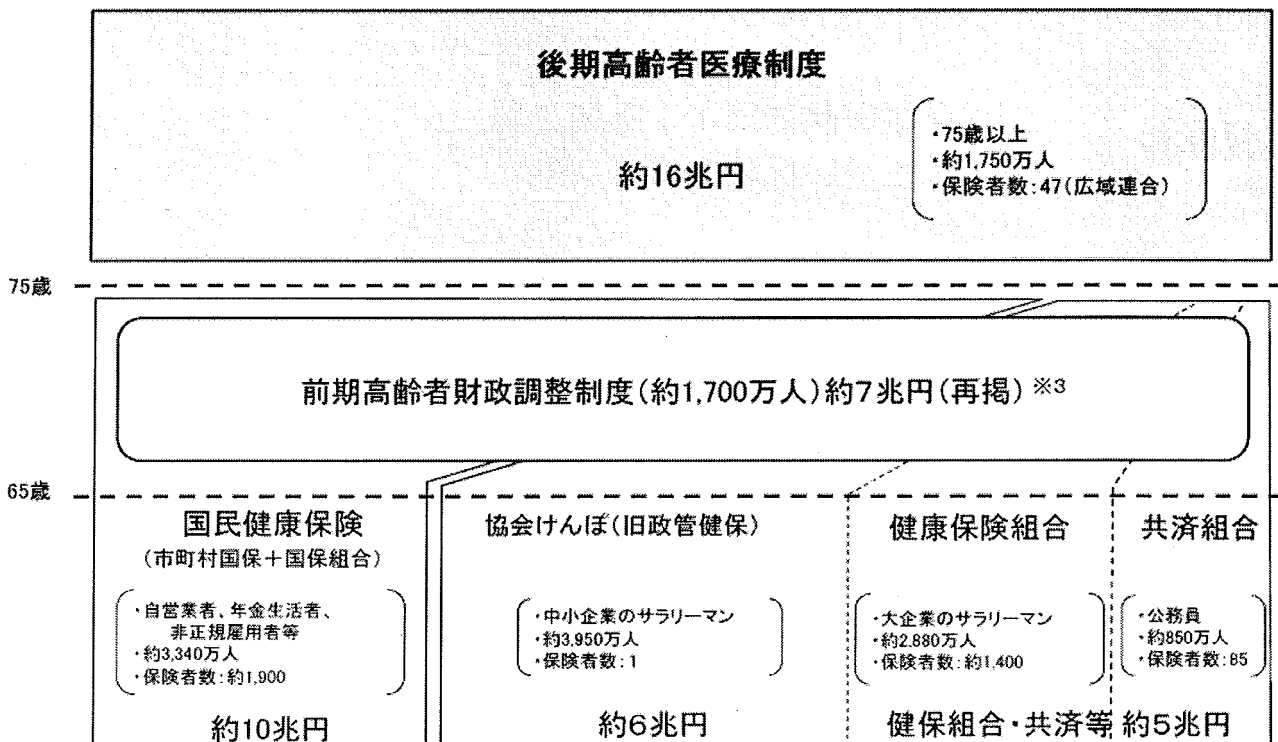 後期高齢者医療制度
約16兆円
・75歳以上
・約1,750万人
・保険者数:47(広域連合)
75歳
前期高齢者財政調整制度(約1,700万人)約7兆円(再掲)※3
65歳
国民健康保険
(市町村国保＋国保組合)
・自営業者、年金生活者、
非正規雇用者等
・約3,340万人
・保険者数:約1,900
約10兆円
協会けんぽ(旧政管健保)
・中小企業のサラリーマン
・約3,950万人
・保険者数:1
約6兆円
健康保険組合
・大企業のサラリーマン
・約2,880万人
・保険者数:約1,400
共済組合
・公務員
・約850万人
・保険者数:85
健保組合・共済等 約5兆円